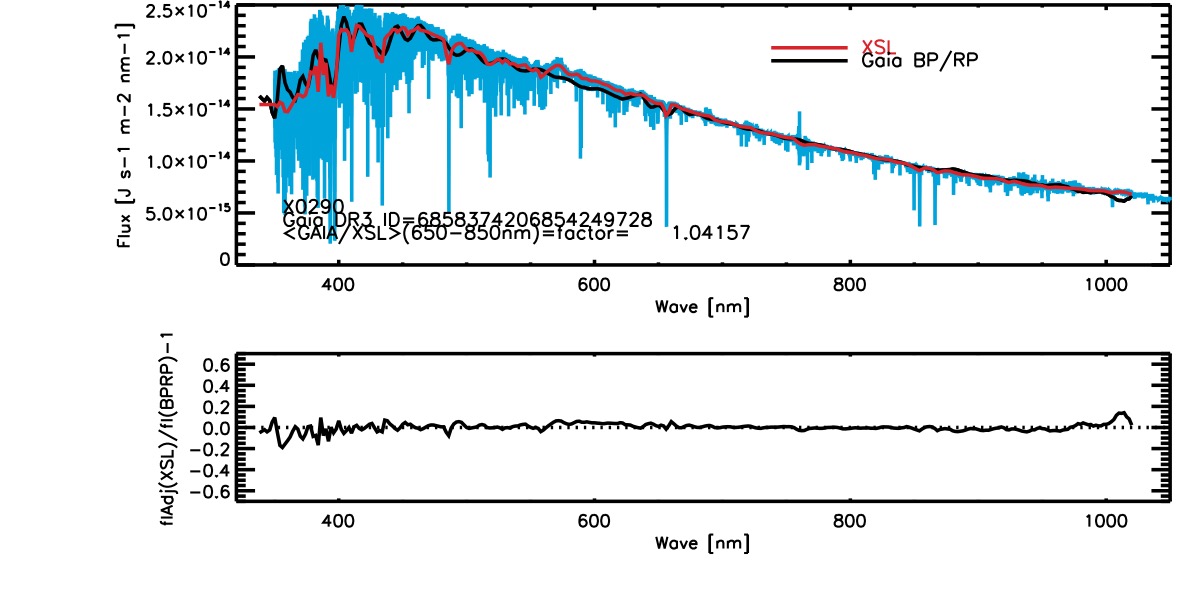 2.5×10−14
2.0×10−14
1.5×10−14
1.0×10−14
5.0×10−15
0
Flux [J s−1 m−2 nm−1]
XSL
Gaia BP/RP
X0290
Gaia DR3 ID=6858374206854249728
<GAIA/XSL>(650−850nm)=factor= 1.04157
400 600 800 1000
Wave [nm]
0.6
0.4
0.2
0.0
−0.2
−0.4
−0.6
flAdj(XSL)/fl(BPRP)−1
400 600 800 1000
Wave [nm]